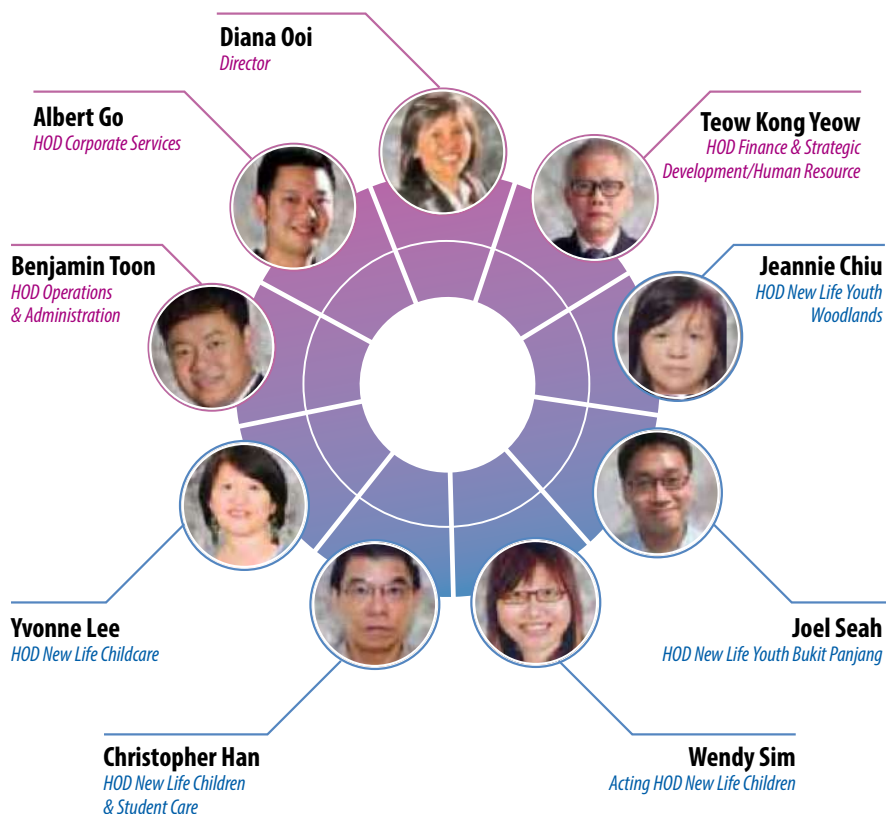 Diana Ooi
Director
Albert Go
HOD Corporate Services
Teow Kong Yeow
HOD Finance & Strategic
Development/Human Resource
Benjamin Toon
HOD Operations
& Administration
Jeannie Chiu
HOD New Life Youth
Woodlands
Yvonne Lee
HOD New Life Childcare
Joel Seah
HOD New Life Youth Bukit Panjang
Christopher Han
HOD New Life Children
& Student Care
Wendy Sim
Acting HOD New Life Children